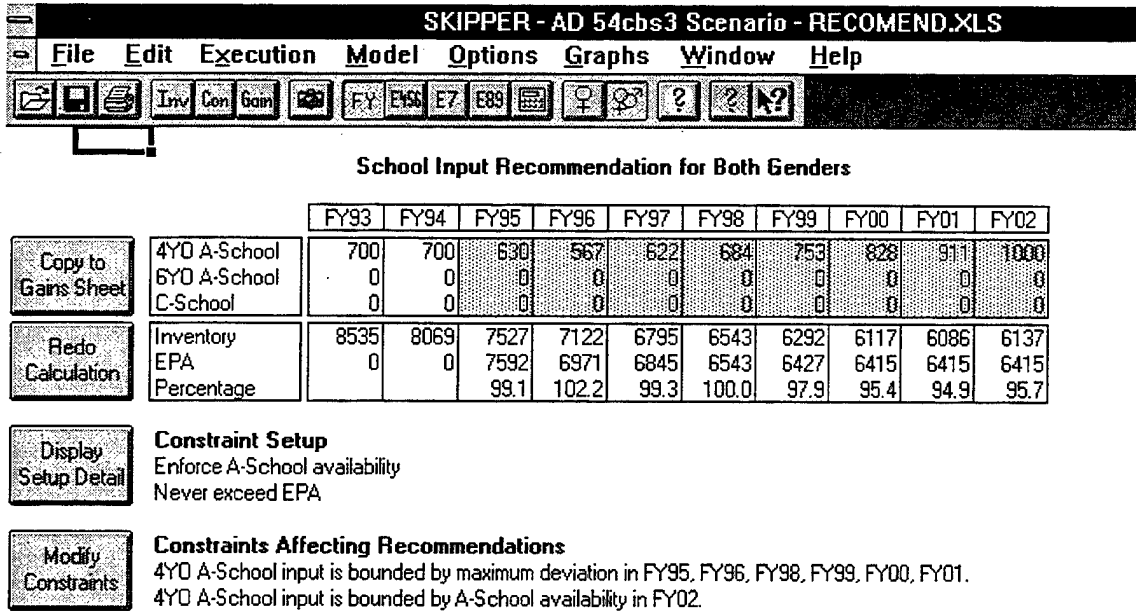 SKIPPER - AD 54cbs3 Scenario - RECOMEND.XLS
File Edit Execution Model Options Graphs Window Help
Inv Con Gain FY E456 E7 E89 ? ? ?
School Input Recommendation for Both Genders
FY93 FY94 FY95 FY96 FY97 FY98 FY99 FY00 FY01 FY02
Copy to Gains Sheet
4YO A-School 700 700 630 567 622 684 753 828 911 1000
6YO A-School 0 0 0 0 0 0 0 0 0 0
C-School 0 0 0 0 0 0 0 0 0 0
Redo Calculation
Inventory 8535 8069 7527 7122 6795 6543 6292 6117 6086 6137
EPA 0 0 7592 6971 6845 6543 6427 6415 6415 6415
Percentage 99.1 102.2 99.3 100.0 97.9 95.4 94.9 95.7
Display Setup Detail
Constraint Setup
Enforce A-School availability
Never exceed EPA
Modify Constraints
Constraints Affecting Recommendations
4YO A-School input is bounded by maximum deviation in FY95, FY96, FY98, FY99, FY00, FY01.
4YO A-School input is bounded by A-School availability in FY02.